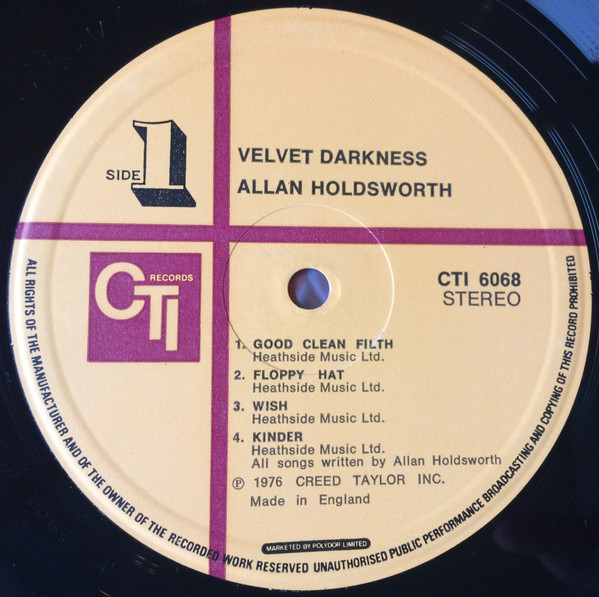 SIDE 1
VELVET DARKNESS
ALLAN HOLDSWORTH
CTI RECORDS
CTI 6068
STEREO
1. GOOD CLEAN FILTH
Heathside Music Ltd.
2. FLOPPY HAT
Heathside Music Ltd.
3. WISH
Heathside Music Ltd.
4. KINDER
Heathside Music Ltd.
All songs written by Allan Holdsworth
℗ 1976 CREED TAYLOR INC.
Made in England
MARKETED BY POLYDOR LIMITED
ALL RIGHTS OF THE MANUFACTURER AND OF THE OWNER OF THE RECORDED WORK RESERVED UNAUTHORISED PUBLIC PERFORMANCE BROADCASTING AND COPYING OF THIS RECORD PROHIBITED